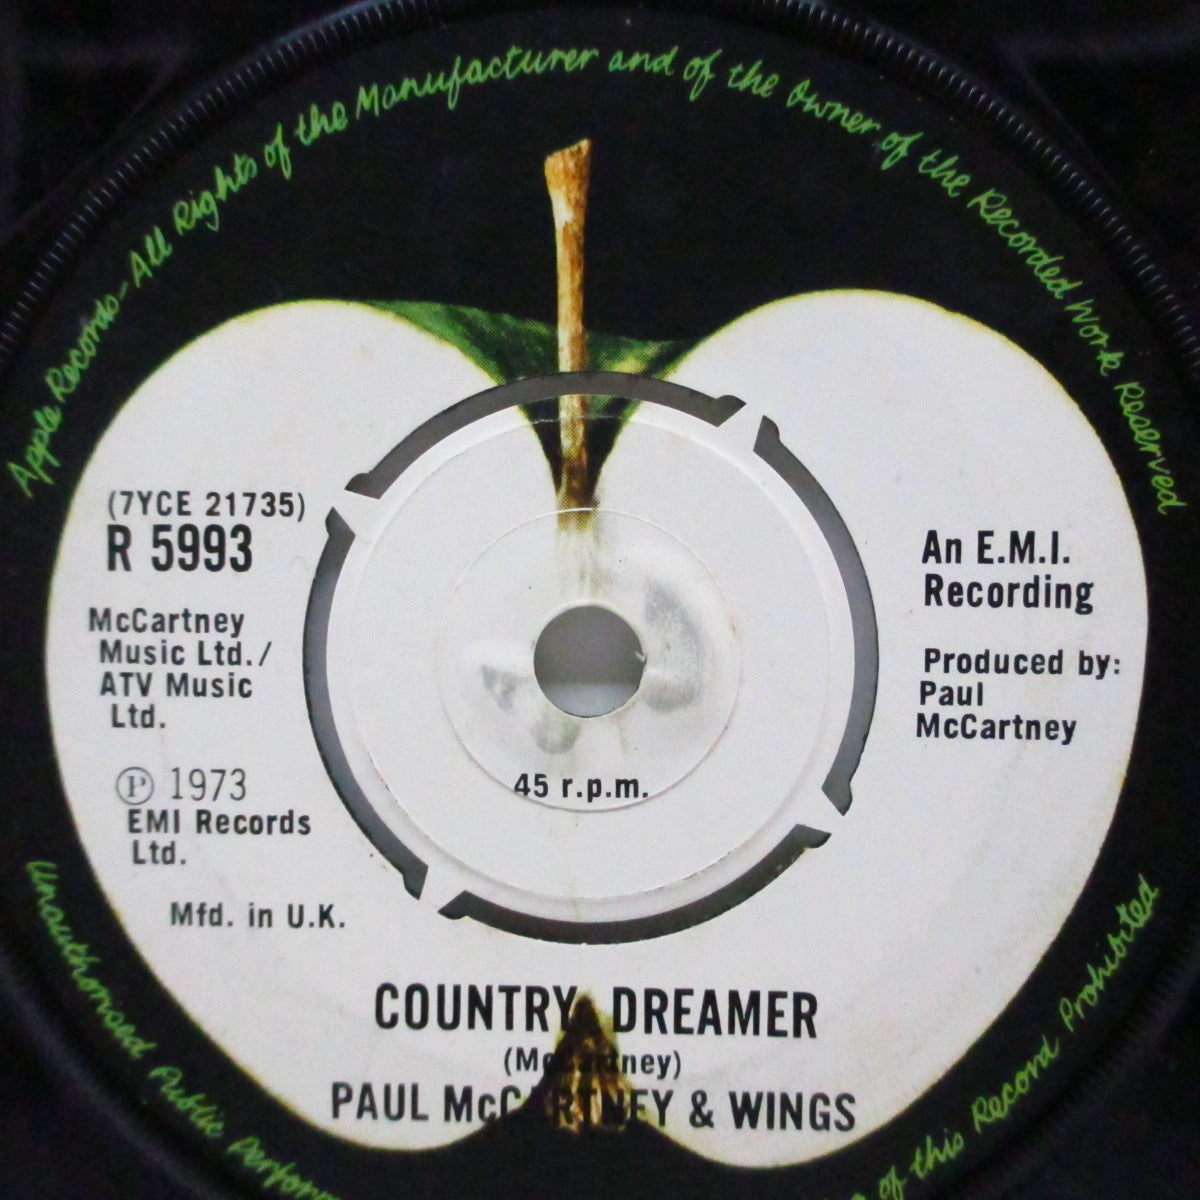 Apple Records - All Rights of the Manufacturer and of the Owner of the Recorded Work Reserved
(7YCE 21735)
R 5993
McCartney
Music Ltd./
ATV Music
Ltd.
Ⓟ 1973
EMI Records
Ltd.
Mfd. in U.K.
An E.M.I.
Recording
Produced by:
Paul
McCartney
45 r.p.m.
COUNTRY DREAMER
(McCartney)
PAUL McCARTNEY & WINGS
Unauthorised Public Perform
of this Record Prohibited